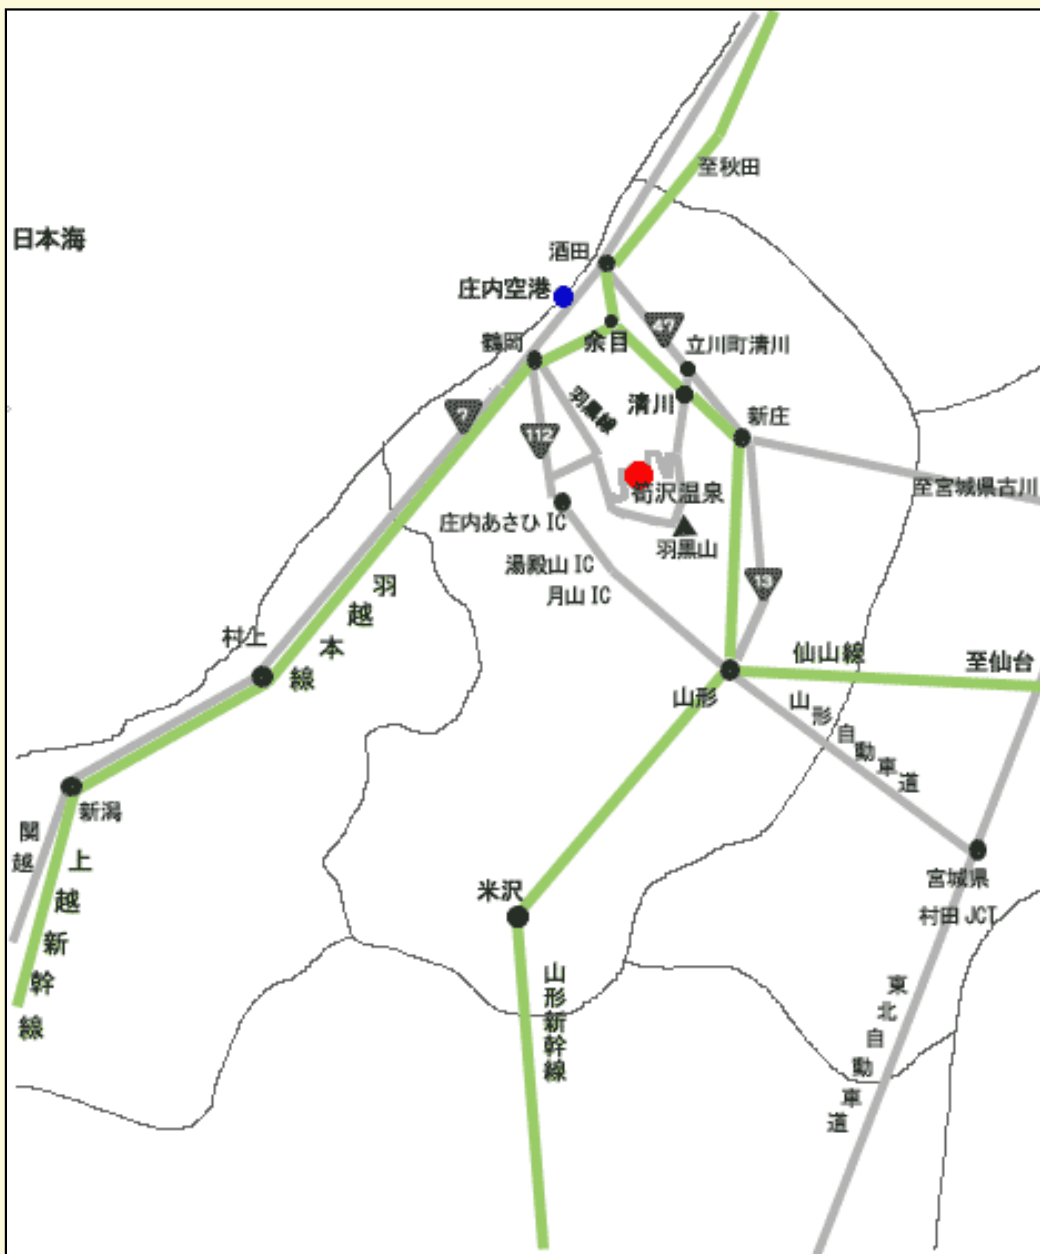 至秋田
日本海
酒田
庄内空港
47
余目
立川町清川
鶴岡
羽黒線
清川
7
新庄
112
至宮城県古川
筍沢温泉
庄内あさひ IC
羽黒山
湯殿山 IC
月山 IC
13
羽越本線
村上
仙山線
至仙台
山形
山形自動車道
新潟
関越
上越新幹線
米沢
宮城県
村田 JCT
山形新幹線
東北自動車道